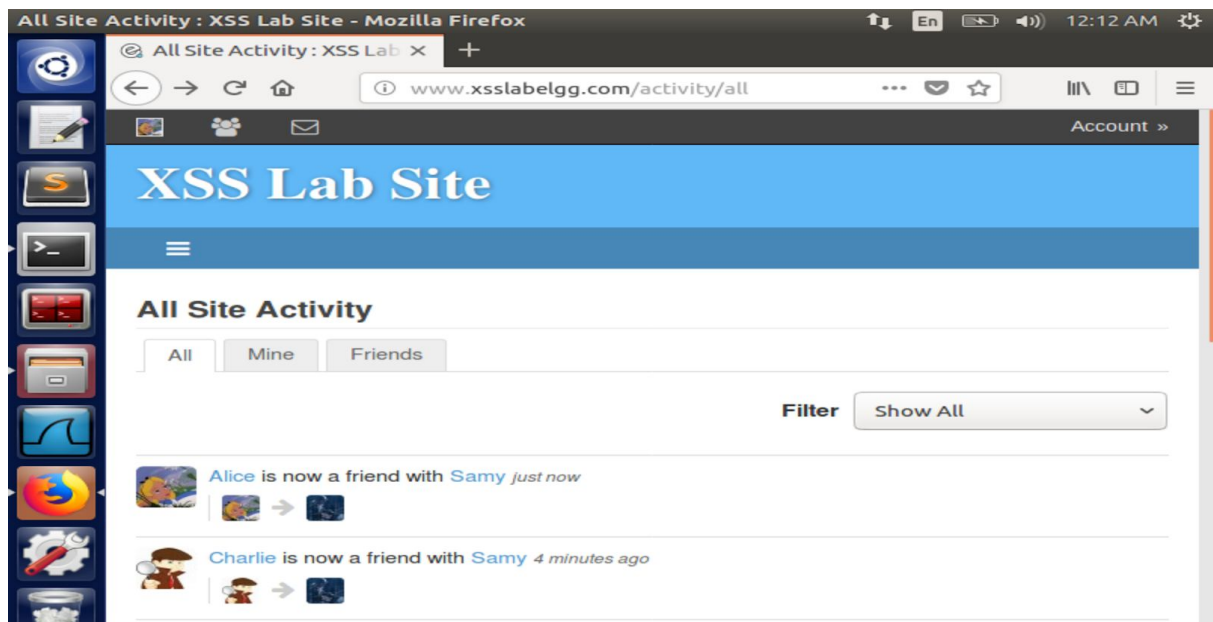 All Site Activity : XSS Lab Site - Mozilla Firefox En 12:12 AM
All Site Activity : XSS Lab
www.xsslabelgg.com/activity/all
Account »
XSS Lab Site
All Site Activity
All Mine Friends
Filter Show All
Alice is now a friend with Samy just now
Charlie is now a friend with Samy 4 minutes ago